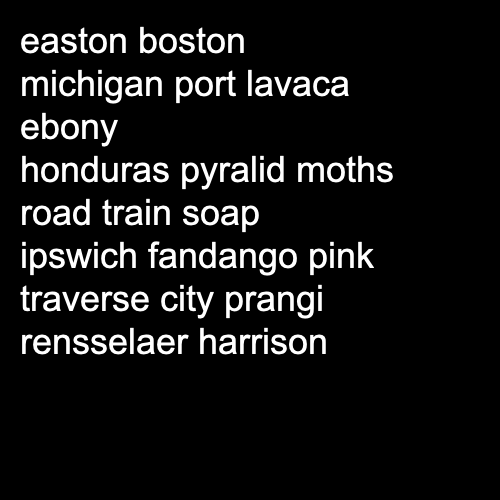 easton boston
michigan port lavaca
ebony
honduras pyralid moths
road train soap
ipswich fandango pink
traverse city prangi
rensselaer harrison